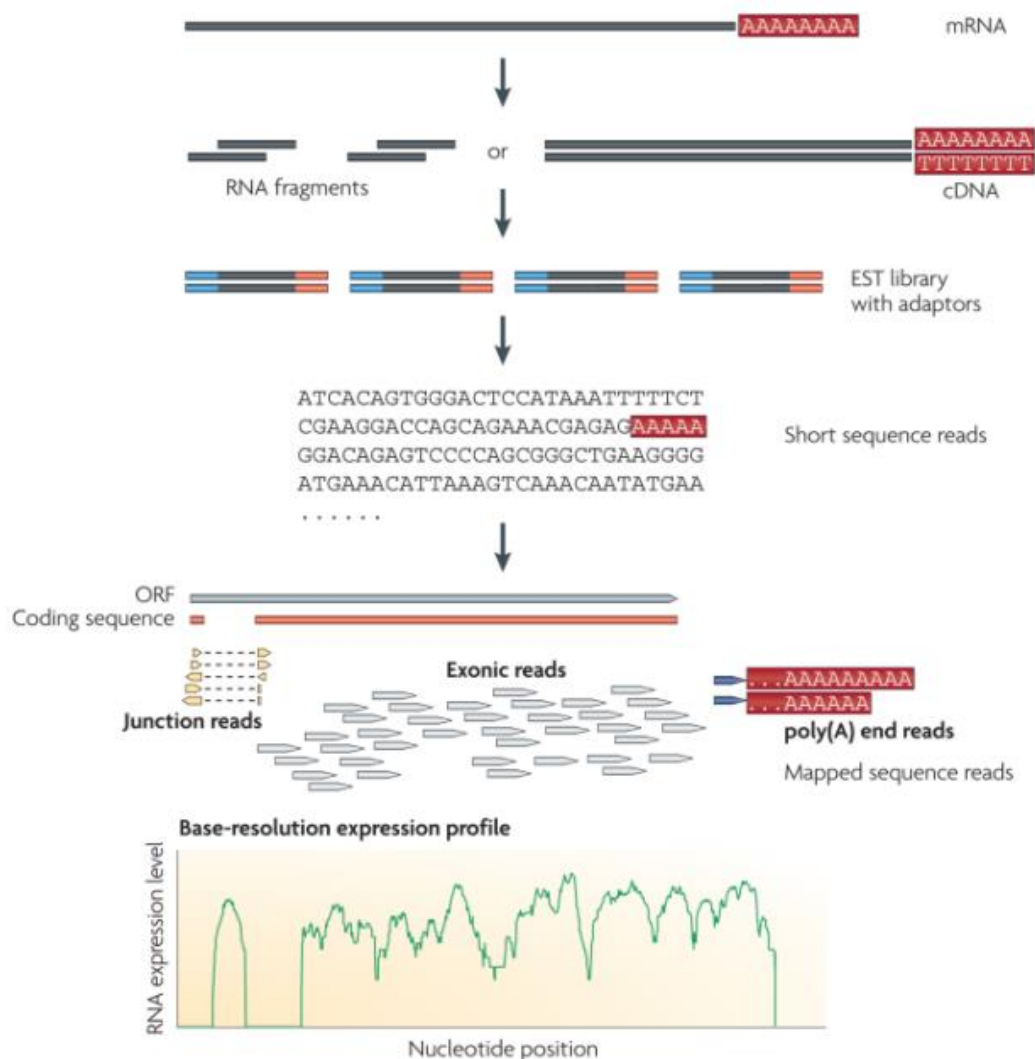 AAAAAAAA
mRNA
or
AAAAAAAA
TTTTTTTT
RNA fragments
cDNA
EST library
with adaptors
ATCACAGTGGGACTCCATAAATTTTTCT
CGAAGGACCAGCAGAAACGAGAGAAAAA
Short sequence reads
GGACAGAGTCCCCAGCGGGCTGAAGGGG
ATGAAACATTAAAGTCAAACAATATGAA
. . . . . .
ORF
Coding sequence
Exonic reads
...AAAAAAAAA
...AAAAAA
Junction reads
poly(A) end reads
Mapped sequence reads
Base-resolution expression profile
RNA expression level
Nucleotide position